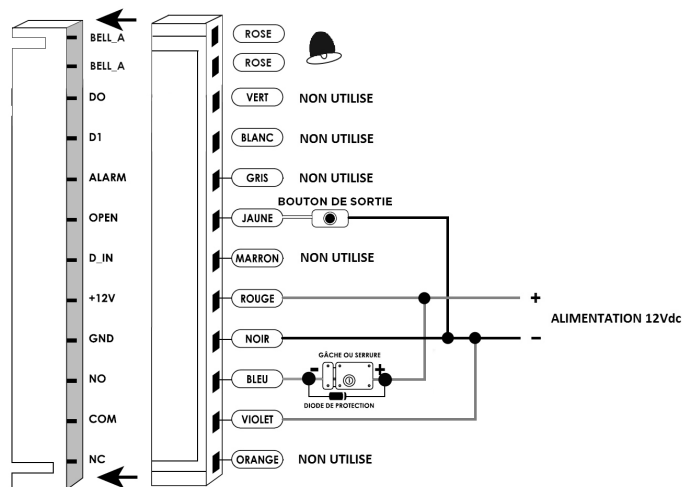 BELL_A ROSE
BELL_A ROSE
DO VERT NON UTILISE
D1 BLANC NON UTILISE
ALARM GRIS NON UTILISE
BOUTON DE SORTIE
OPEN JAUNE
D_IN MARRON NON UTILISE
+12V ROUGE +
ALIMENTATION 12Vdc
GND NOIR -
GÂCHE OU SERRURE
- +
NO BLEU
DIODE DE PROTECTION
COM VIOLET
NC ORANGE NON UTILISE